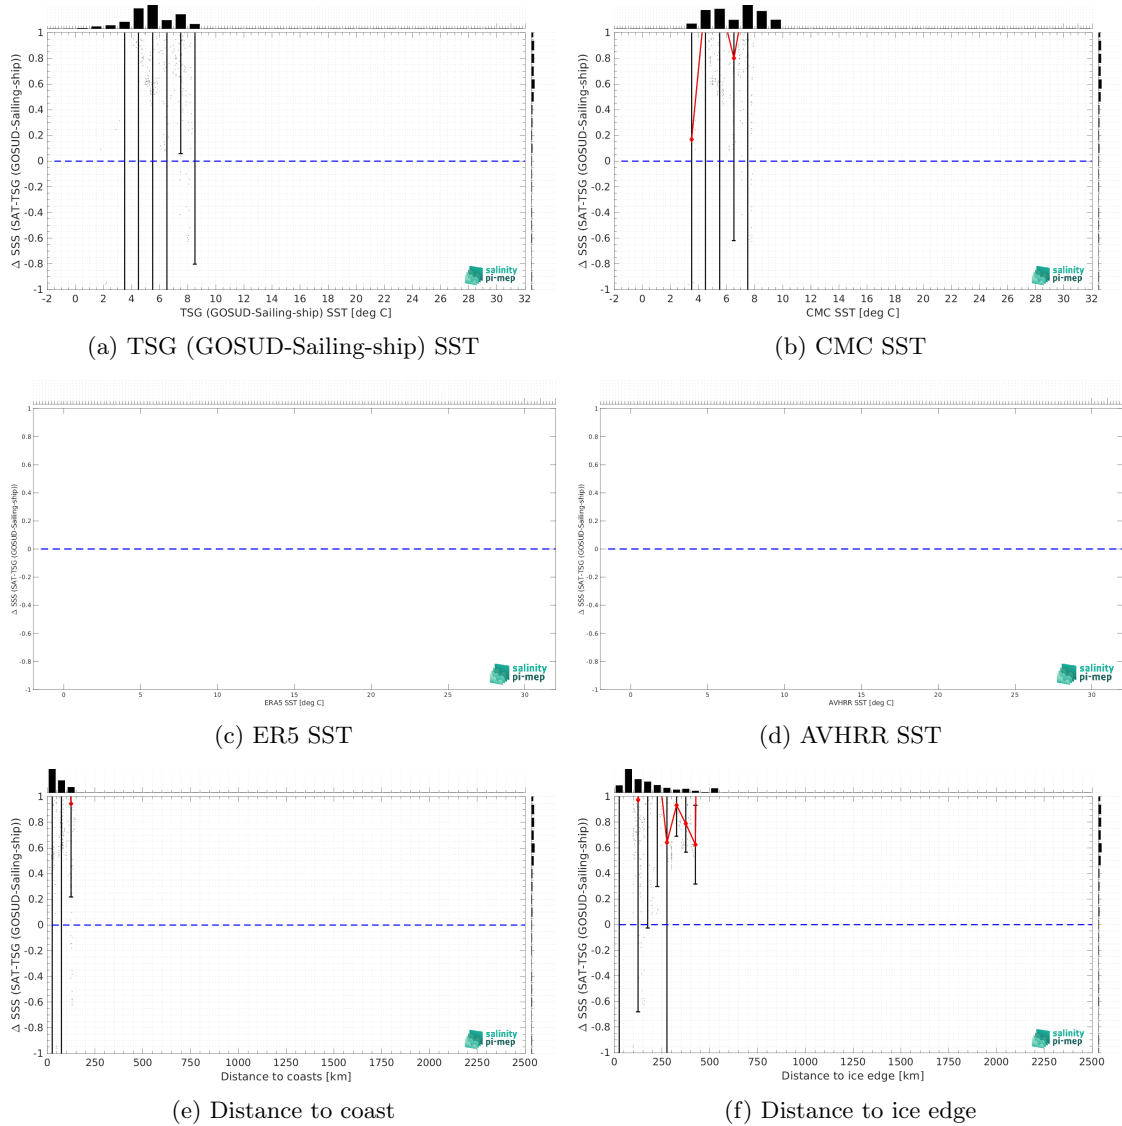 1
0.8
0.6
0.4
0.2
0
-0.2
-0.4
-0.6
-0.8
-1
Δ SSS (SAT-TSG (GOSUD-Sailing-ship))
-2 0 2 4 6 8 10 12 14 16 18 20 22 24 26 28 30 32
TSG (GOSUD-Sailing-ship) SST [deg C]
salinity
pi-mep
(a) TSG (GOSUD-Sailing-ship) SST
1
0.8
0.6
0.4
0.2
0
-0.2
-0.4
-0.6
-0.8
-1
Δ SSS (SAT-TSG (GOSUD-Sailing-ship))
-2 0 2 4 6 8 10 12 14 16 18 20 22 24 26 28 30 32
CMC SST [deg C]
salinity
pi-mep
(b) CMC SST
1
0.8
0.6
0.4
0.2
0
-0.2
-0.4
-0.6
-0.8
-1
Δ SSS (SAT-TSG (GOSUD-Sailing-ship))
0 5 10 15 20 25 30
ERA5 SST [deg C]
salinity
pi-mep
(c) ER5 SST
1
0.8
0.6
0.4
0.2
0
-0.2
-0.4
-0.6
-0.8
-1
Δ SSS (SAT-TSG (GOSUD-Sailing-ship))
0 5 10 15 20 25 30
AVHRR SST [deg C]
salinity
pi-mep
(d) AVHRR SST
1
0.8
0.6
0.4
0.2
0
-0.2
-0.4
-0.6
-0.8
-1
Δ SSS (SAT-TSG (GOSUD-Sailing-ship))
0 250 500 750 1000 1250 1500 1750 2000 2250 2500
Distance to coasts [km]
salinity
pi-mep
(e) Distance to coast
1
0.8
0.6
0.4
0.2
0
-0.2
-0.4
-0.6
-0.8
-1
Δ SSS (SAT-TSG (GOSUD-Sailing-ship))
0 250 500 750 1000 1250 1500 1750 2000 2250 2500
Distance to ice edge [km]
salinity
pi-mep
(f) Distance to ice edge